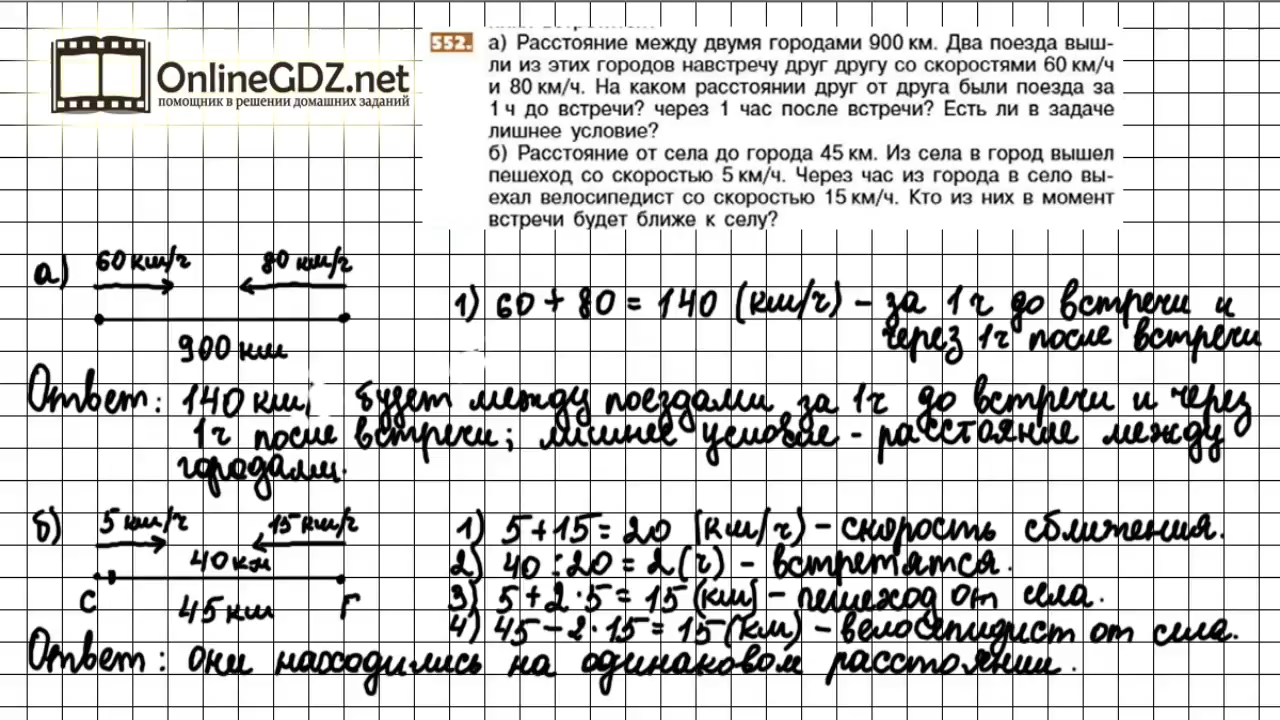 OnlineGDZ.net
помощник в решении домашних заданий
552.
а) Расстояние между двумя городами 900 км. Два поезда выш-
ли из этих городов навстречу друг другу со скоростями 60 км/ч
и 80 км/ч. На каком расстоянии друг от друга были поезда за
1 ч до встречи? через 1 час после встречи? Есть ли в задаче
лишнее условие?
б) Расстояние от села до города 45 км. Из села в город вышел
пешеход со скоростью 5 км/ч. Через час из города в село вы-
ехал велосипедист со скоростью 15 км/ч. Кто из них в момент
встречи будет ближе к селу?
а) 60 км/ч 80 км/ч
900 км
1) 60 + 80 = 140 (км/ч) - за 1 ч до встречи и
через 1ч после встречи
Ответ: 140 км будет между поездами за 1ч до встречи и через
1ч после встречи; лишнее условие - расстояние между
городами.
б) 5 км/ч 15 км/ч
40 км
С 45 км Г
1) 5 + 15 = 20 (км/ч) - скорость сближения.
2) 40 : 20 = 2 (ч) - встретятся.
3) 5 + 2 · 5 = 15 (км) - пешеход от села.
4) 45 - 2 · 15 = 15 (км) - велосепидист от села.
Ответ: они находились на одинаковом расстоянии.